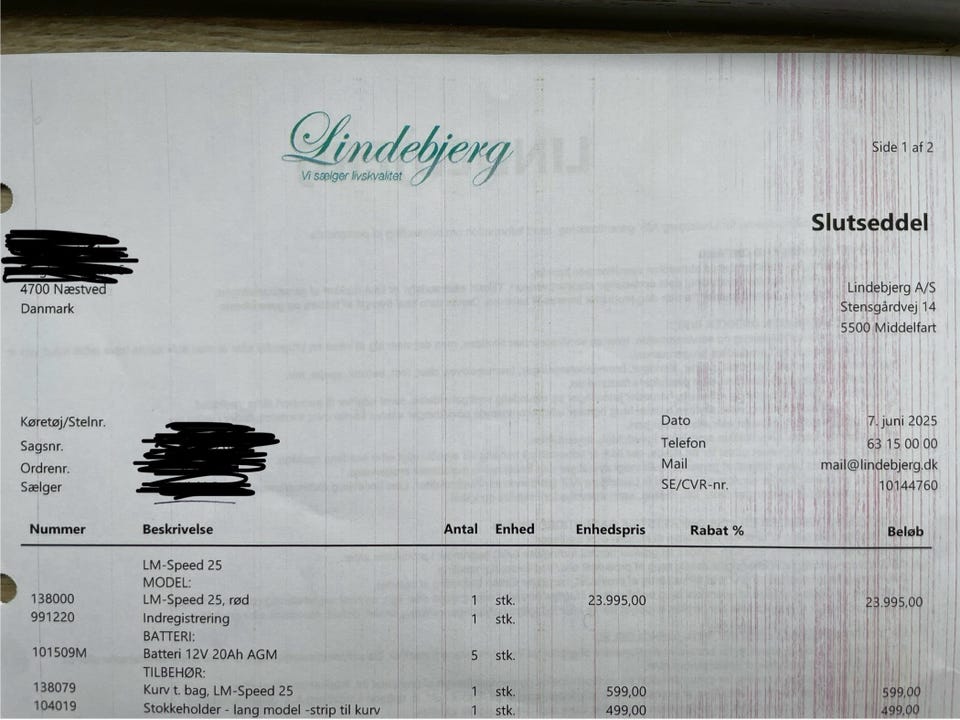 Lindebjerg
Vi sælger livskvalitet
Side 1 af 2
Slutseddel
4700 Næstved
Danmark
Lindebjerg A/S
Stensgårdvej 14
5500 Middelfart
Køretøj/Stelnr.
Sagsnr.
Ordrenr.
Sælger
Dato 7. juni 2025
Telefon 63 15 00 00
Mail mail@lindebjerg.dk
SE/CVR-nr. 10144760
Nummer Beskrivelse Antal Enhed Enhedspris Rabat % Beløb
LM-Speed 25
MODEL:
138000 LM-Speed 25, rød 1 stk. 23.995,00 23.995,00
991220 Indregistrering 1 stk.
BATTERI:
101509M Batteri 12V 20Ah AGM 5 stk.
TILBEHØR:
138079 Kurv t. bag, LM-Speed 25 1 stk. 599,00 599,00
104019 Stokkeholder - lang model -strip til kurv 1 stk. 499,00 499,00